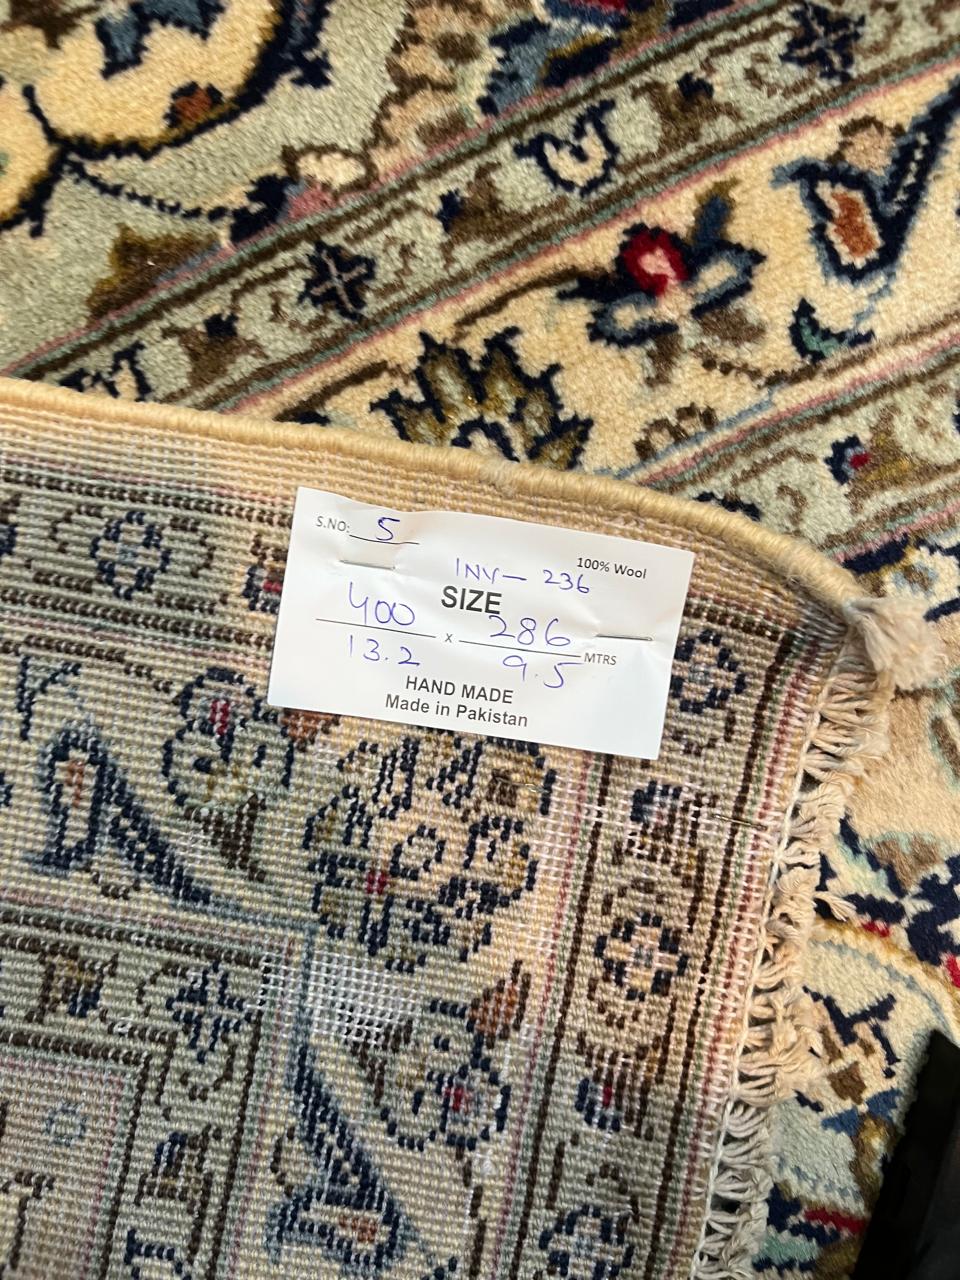 S.NO: 5
100% Wool
INV- 236
SIZE
400 x 286 MTRS
13.2 9.5
HAND MADE
Made in Pakistan